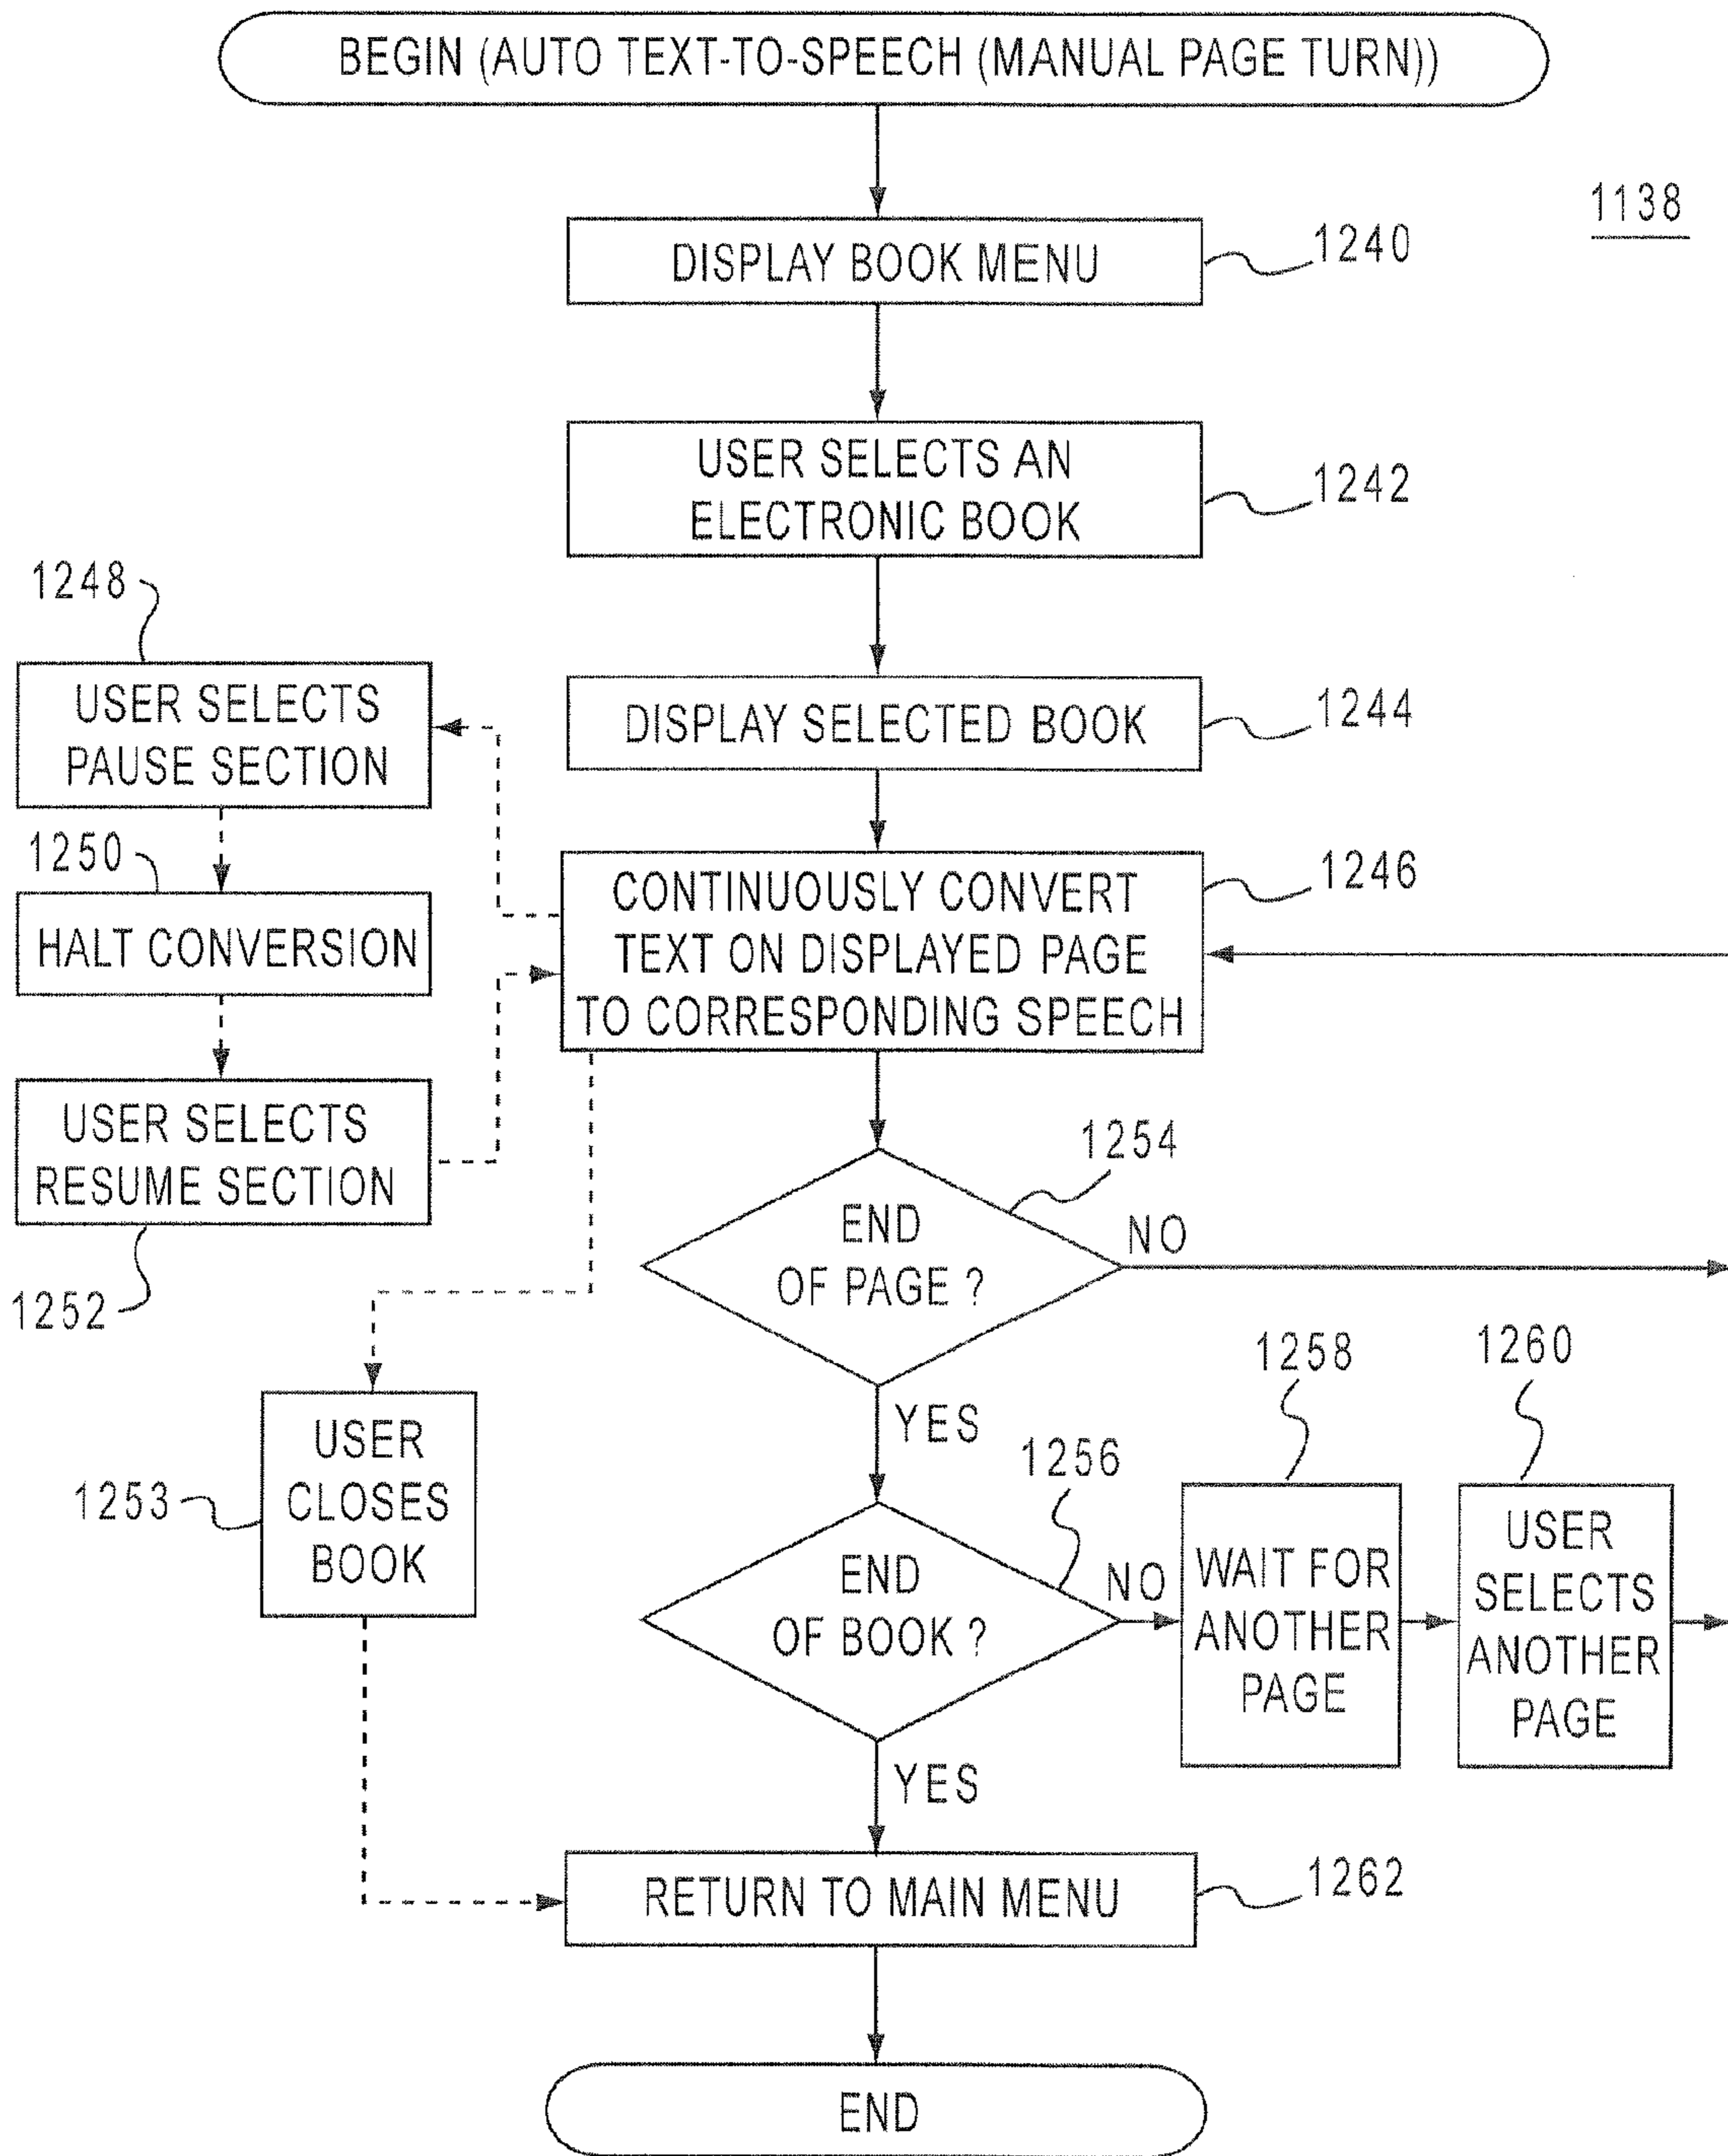 BEGIN (AUTO TEXT-TO-SPEECH (MANUAL PAGE TURN))
1138
DISPLAY BOOK MENU
1240
USER SELECTS AN
ELECTRONIC BOOK
1242
1248
USER SELECTS
PAUSE SECTION
DISPLAY SELECTED BOOK
1244
1250
HALT CONVERSION
CONTINUOUSLY CONVERT
TEXT ON DISPLAYED PAGE
TO CORRESPONDING SPEECH
1246
USER SELECTS
RESUME SECTION
1252
1254
END
OF PAGE ?
NO
YES
USER
CLOSES
BOOK
1253
1256
END
OF BOOK ?
NO
1258
WAIT FOR
ANOTHER
PAGE
1260
USER
SELECTS
ANOTHER
PAGE
YES
RETURN TO MAIN MENU
1262
END